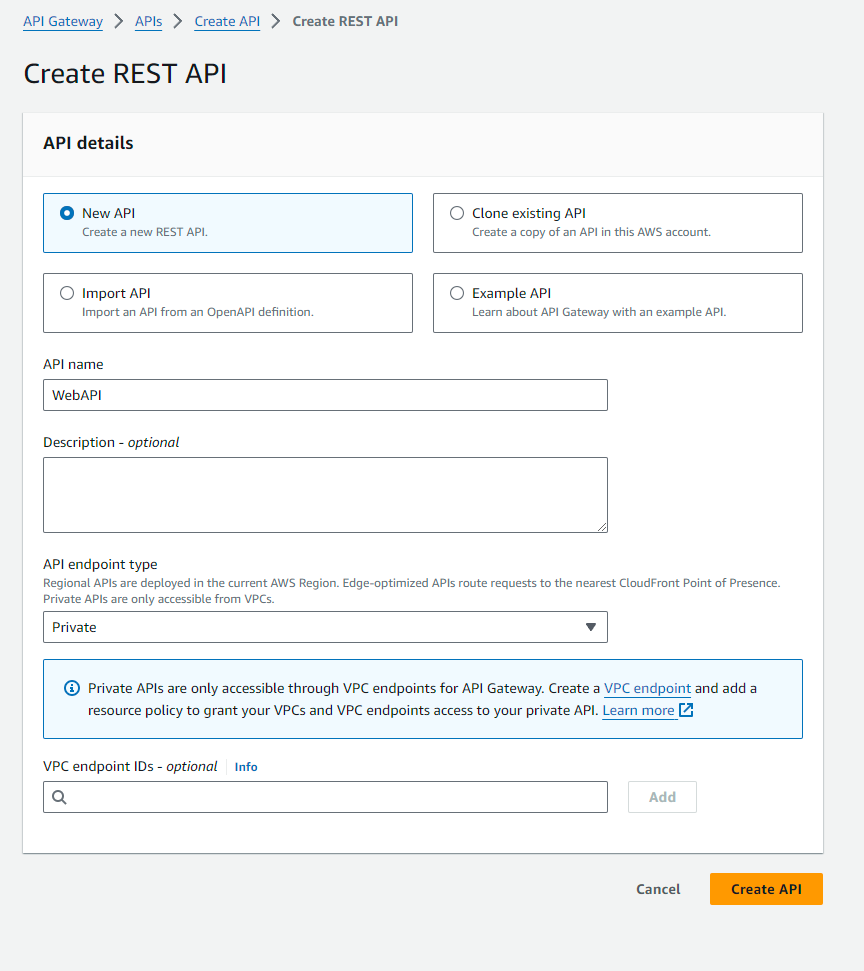 API Gateway > APIs > Create API > Create REST API
Create REST API
API details
New API
Create a new REST API.
Clone existing API
Create a copy of an API in this AWS account.
Import API
Import an API from an OpenAPI definition.
Example API
Learn about API Gateway with an example API.
API name
WebAPI
Description - optional
API endpoint type
Regional APIs are deployed in the current AWS Region. Edge-optimized APIs route requests to the nearest CloudFront Point of Presence.
Private APIs are only accessible from VPCs.
Private
Private APIs are only accessible through VPC endpoints for API Gateway. Create a VPC endpoint and add a
resource policy to grant your VPCs and VPC endpoints access to your private API. Learn more
VPC endpoint IDs - optional Info
Add
Cancel Create API